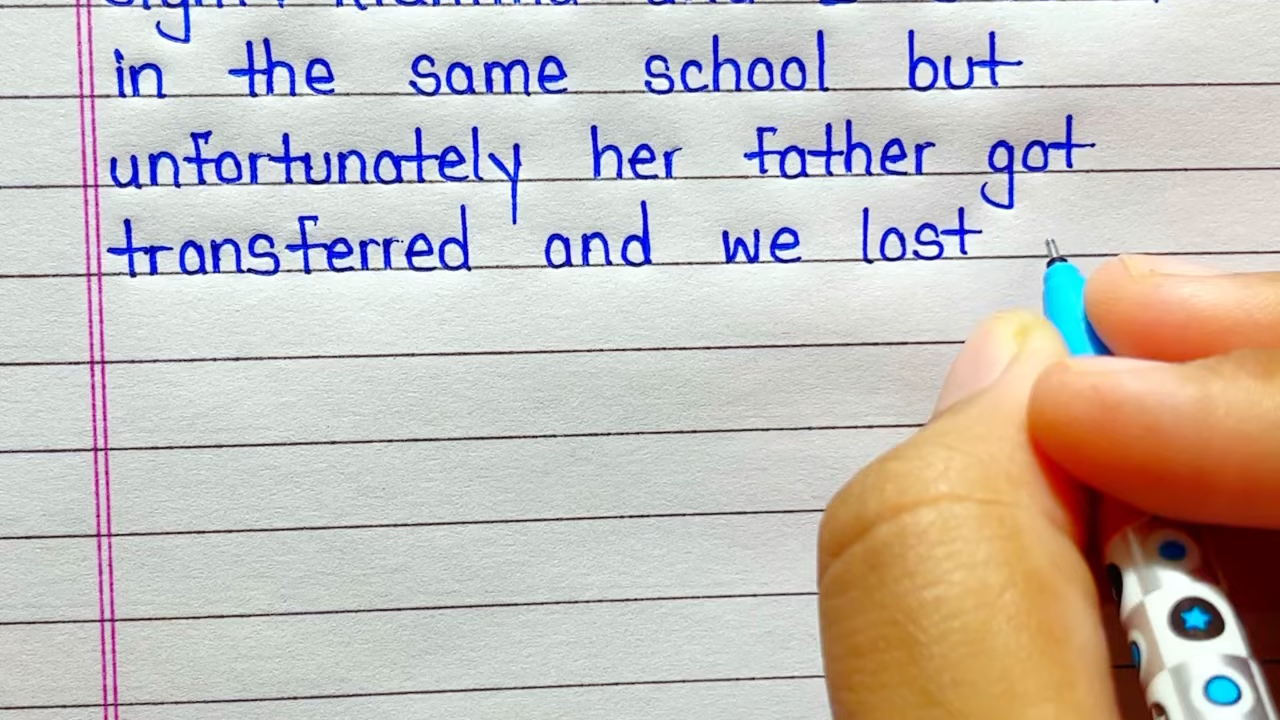 in the same school but
unfortunately her father got
transferred and we lost